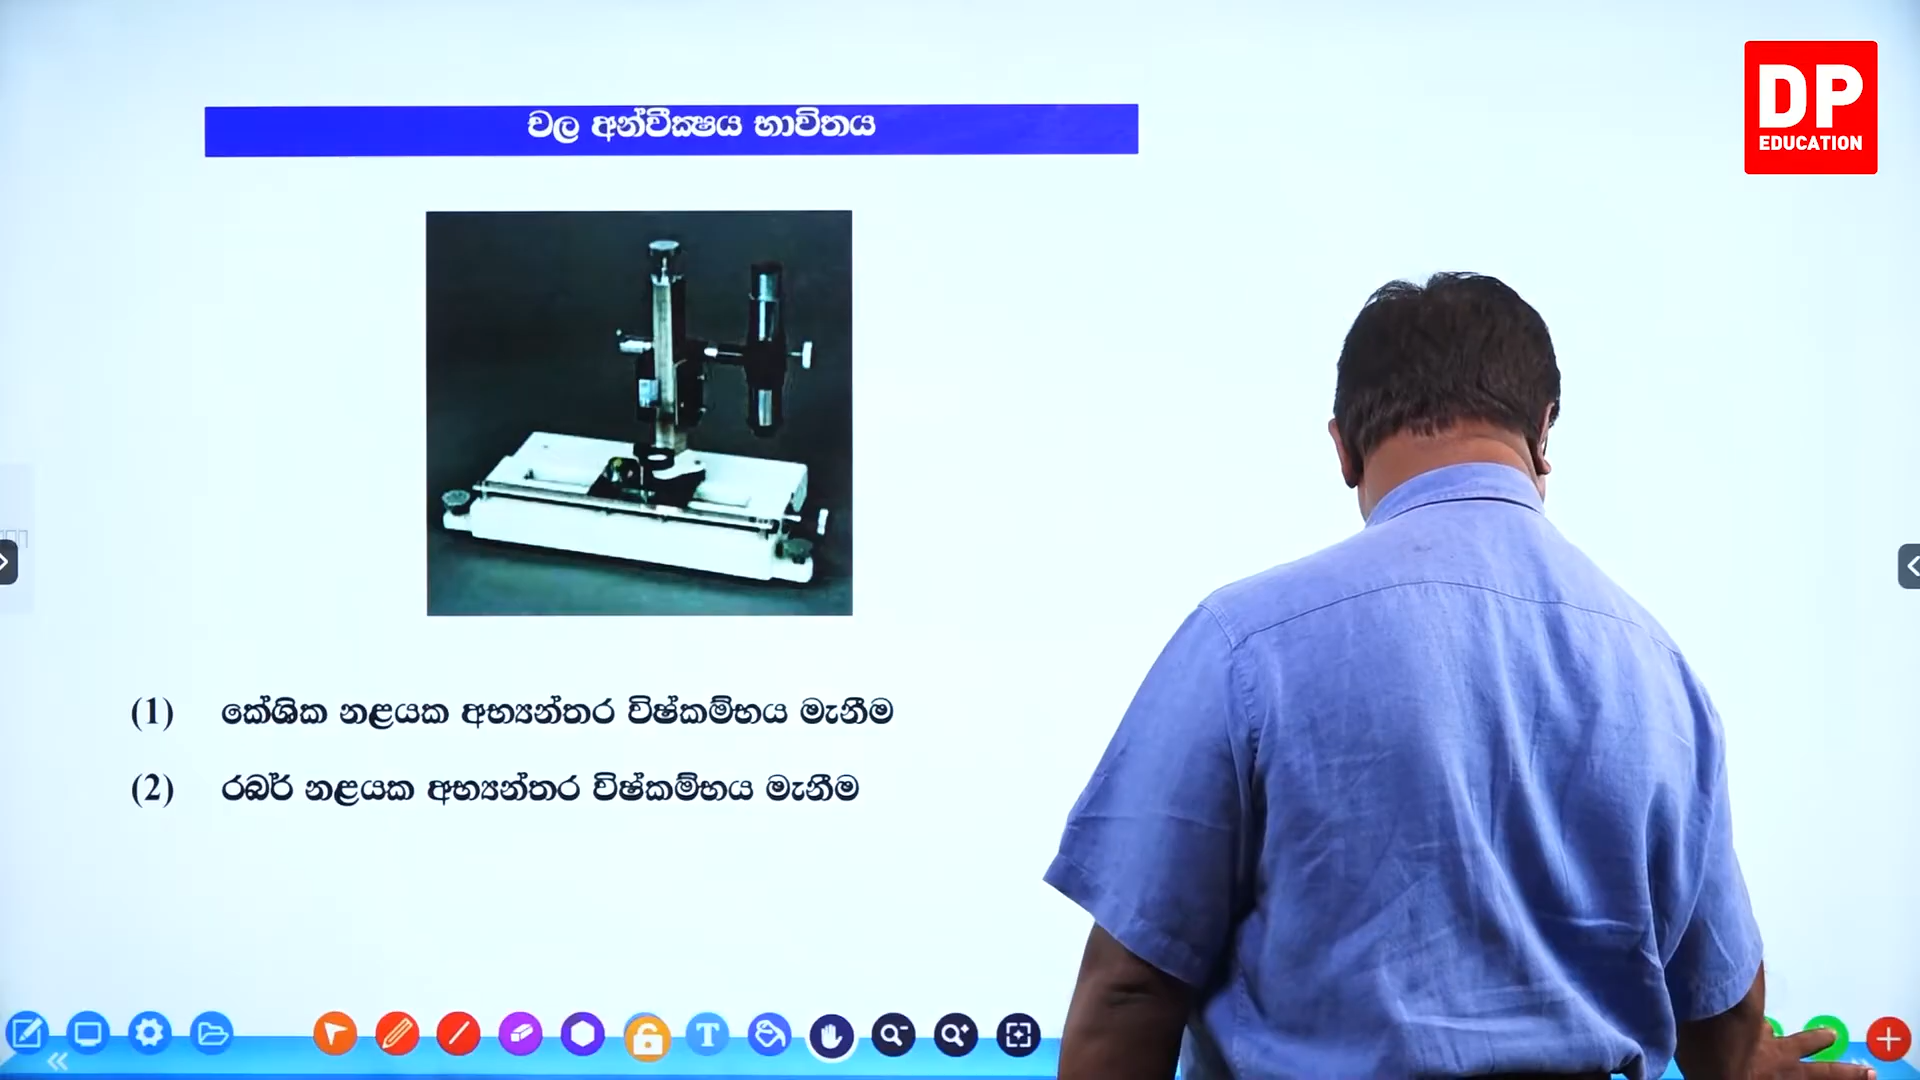 චල අන්වීක්ෂය භාවිතය
DP
EDUCATION
(1) කේශික නළයක අභ්‍යන්තර විෂ්කම්භය මැනීම
(2) රබර් නළයක අභ්‍යන්තර විෂ්කම්භය මැනීම
T